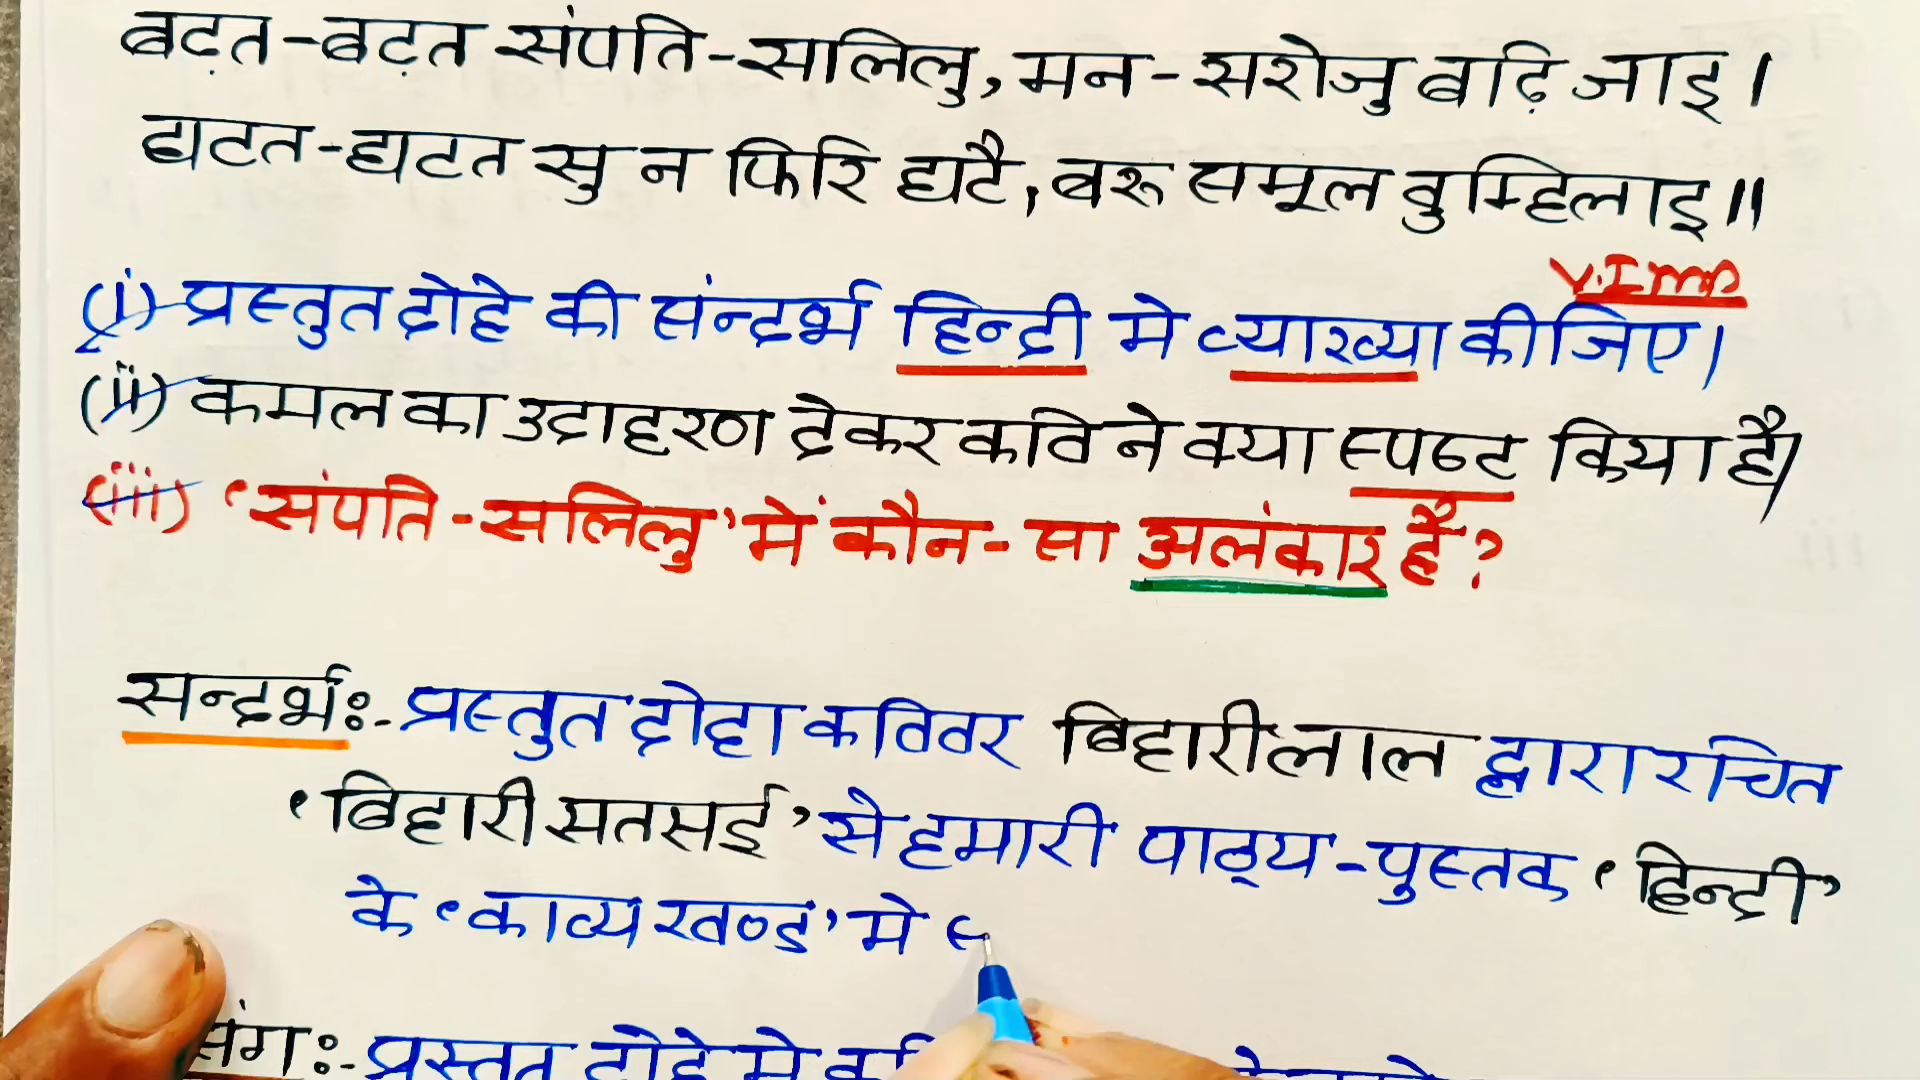 बढ़त-बढ़त संपति-सलिलु, मन-सरोजु बढ़ि जाइ।
घटत-घटत सु न फिरि घटै, बरू समूल कुम्हिलाइ॥
V.Imp
(i) प्रस्तुत दोहे की संन्दर्भ हिन्दी मे व्याख्या कीजिए।
(ii) कमल का उदाहरण देकर कवि ने क्या स्पष्ट किया है।
(iii) 'संपति-सलिलु' में कौन-सा अलंकार है?
सन्दर्भः- प्रस्तुत दोहा कविवर बिहारीलाल द्वारा रचित
'बिहारी सतसई' से हमारी पाठ्य-पुस्तक 'हिन्दी'
के 'काव्यखण्ड' मे
प्रस्तुत दोहे मे